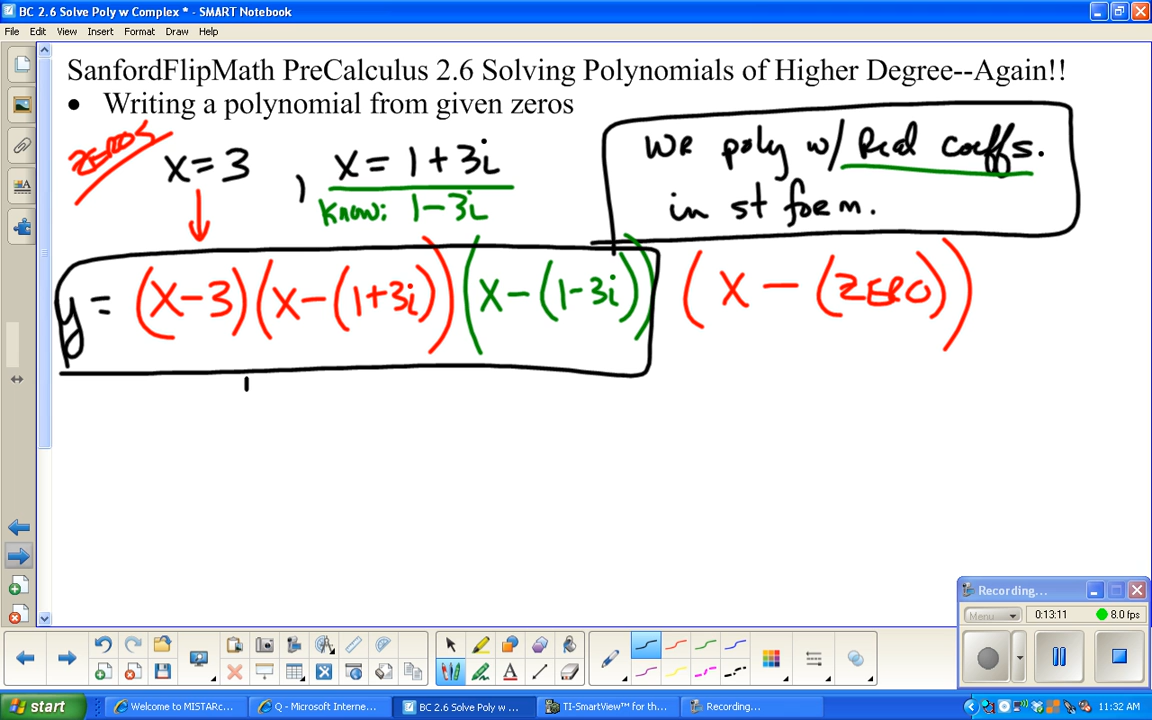 BC 2.6 Solve Poly w Complex * - SMART Notebook
File Edit View Insert Format Draw Help
SanfordFlipMath PreCalculus 2.6 Solving Polynomials of Higher Degree--Again!!
• Writing a polynomial from given zeros
ZEROS
x=3 , x=1+3i
Know: 1-3i
WR poly w/ Real coeffs.
in st form.
y = (x-3)(x-(1+3i))(x-(1-3i)) (x-(ZERO))
Recording...
Menu 0:13:11 8.0 fps
start Welcome to MISTARc... Q - Microsoft Interne... BC 2.6 Solve Poly w ... TI-SmartView™ for th... Recording... 11:32 AM